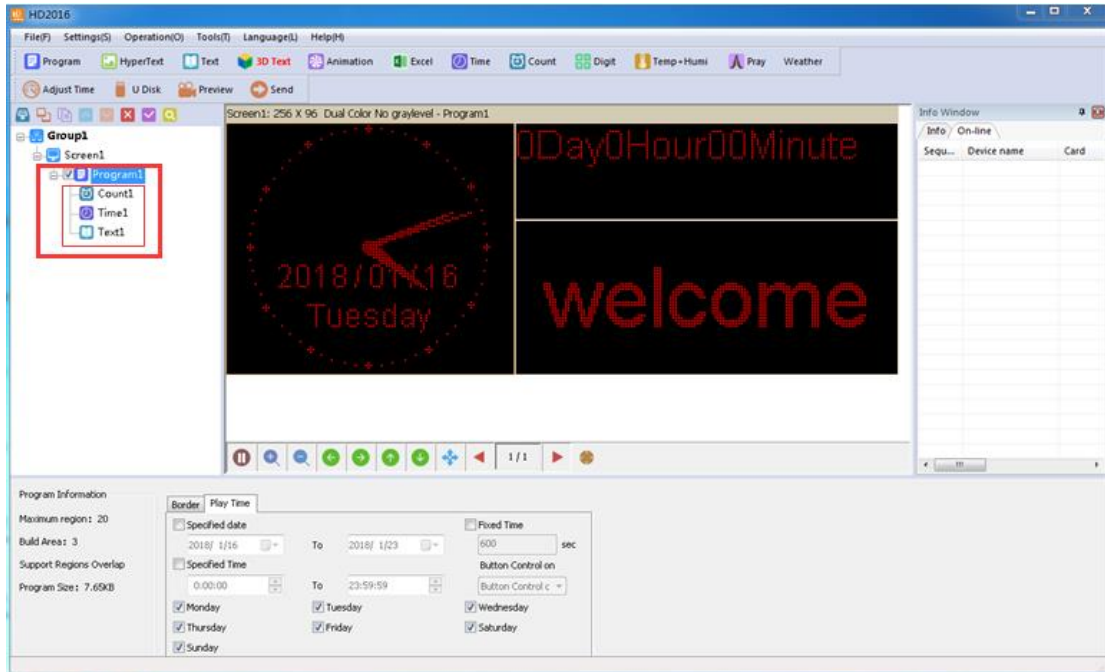 HD2016
File(F) Settings(S) Operation(O) Tools(T) Language(L) Help(H)
Program HyperText Text 3D Text Animation Excel Time Count Digit Temp+Humi Pray Weather
Adjust Time U Disk Preview Send
Screen1: 256 X 96 Dual Color No graylevel - Program1
Info Window
Info On-line
Sequ... Device name Card
Group1
Screen1
Program1
Count1
Time1
Text1
2018/01/16
Tuesday
0Day0Hour00Minute
welcome
1/1
Program Information
Maximum region: 20
Build Area: 3
Support Regions Overlap
Program Size: 7.65KB
Border Play Time
Specified date Fixed Time
2018/ 1/16 To 2018/ 1/23 600 sec
Specified Time Button Control on
0:00:00 To 23:59:59 Button Control c
Monday Tuesday Wednesday
Thursday Friday Saturday
Sunday